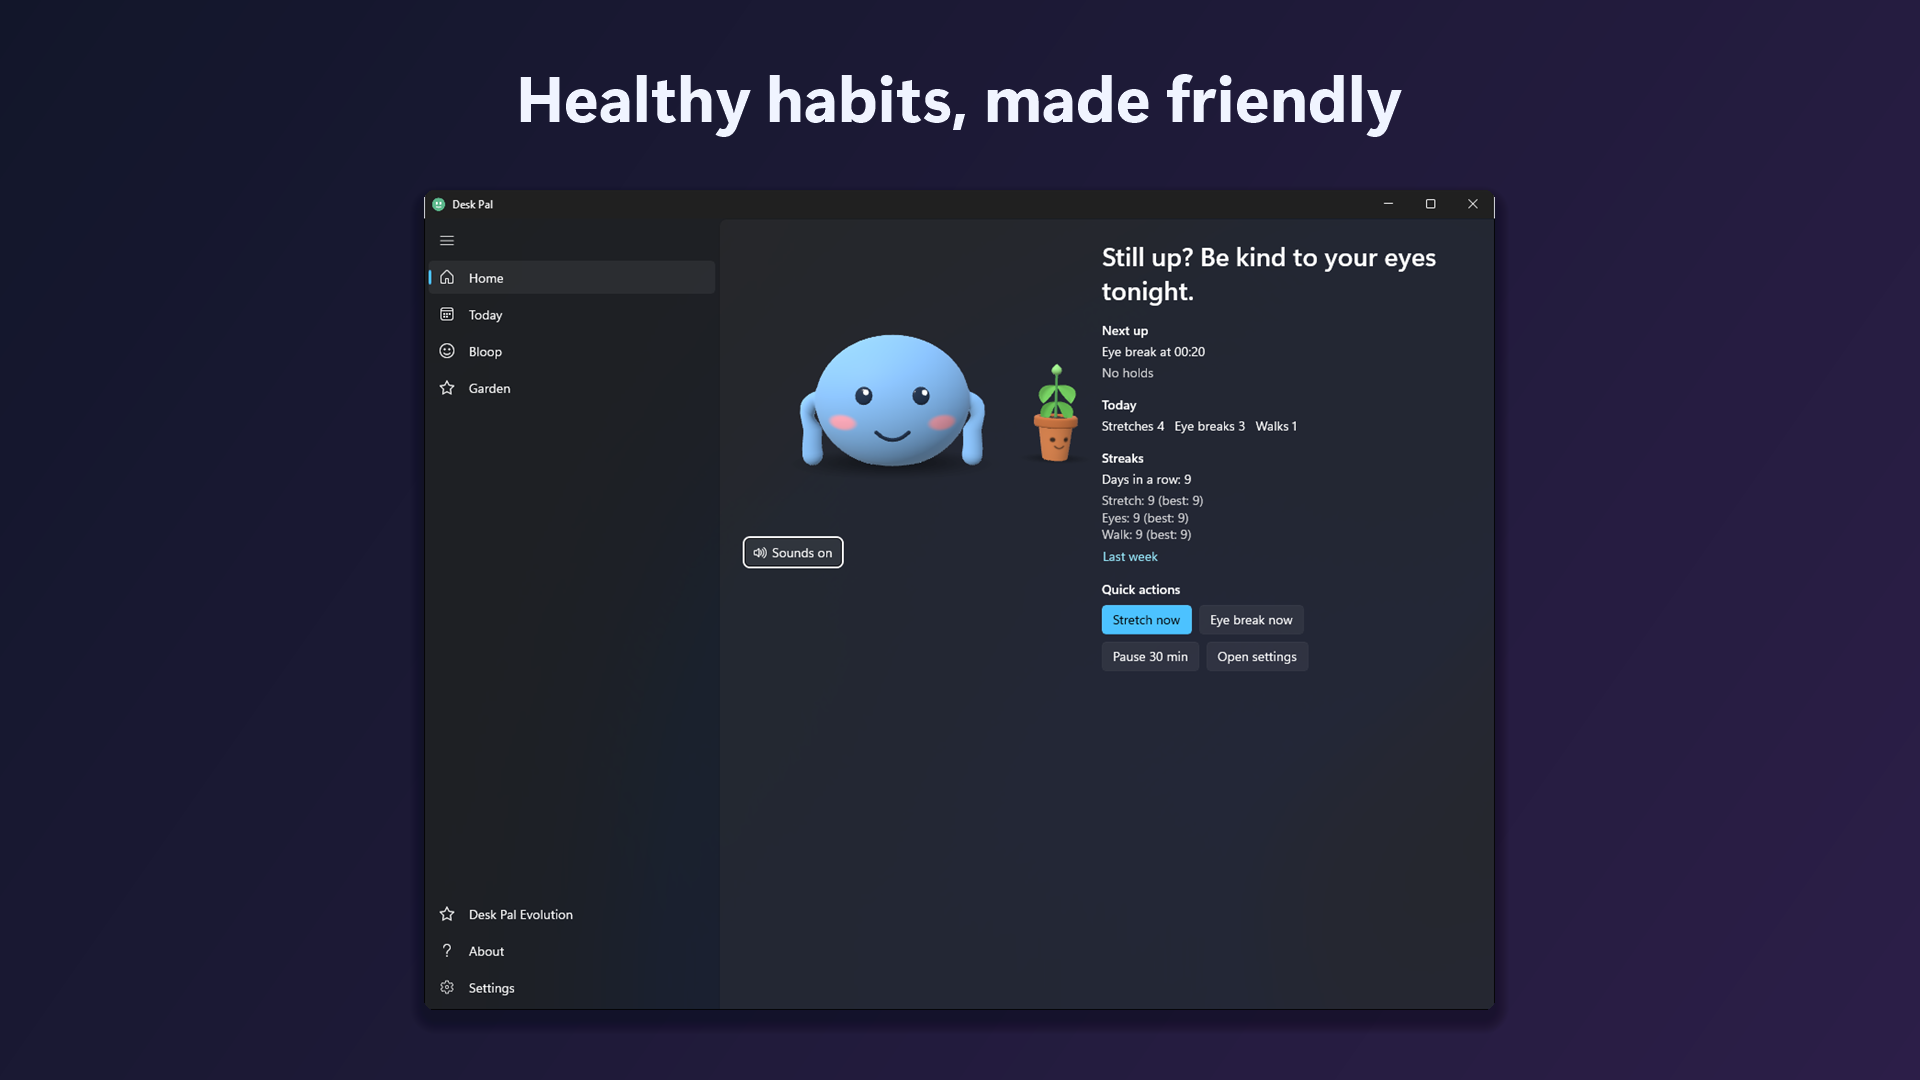 Healthy habits, made friendly
Desk Pal
Home
Today
Bloop
Garden
Desk Pal Evolution
About
Settings
Sounds on
Still up? Be kind to your eyes
tonight.
Next up
Eye break at 00:20
No holds
Today
Stretches 4 Eye breaks 3 Walks 1
Streaks
Days in a row: 9
Stretch: 9 (best: 9)
Eyes: 9 (best: 9)
Walk: 9 (best: 9)
Last week
Quick actions
Stretch now Eye break now
Pause 30 min Open settings